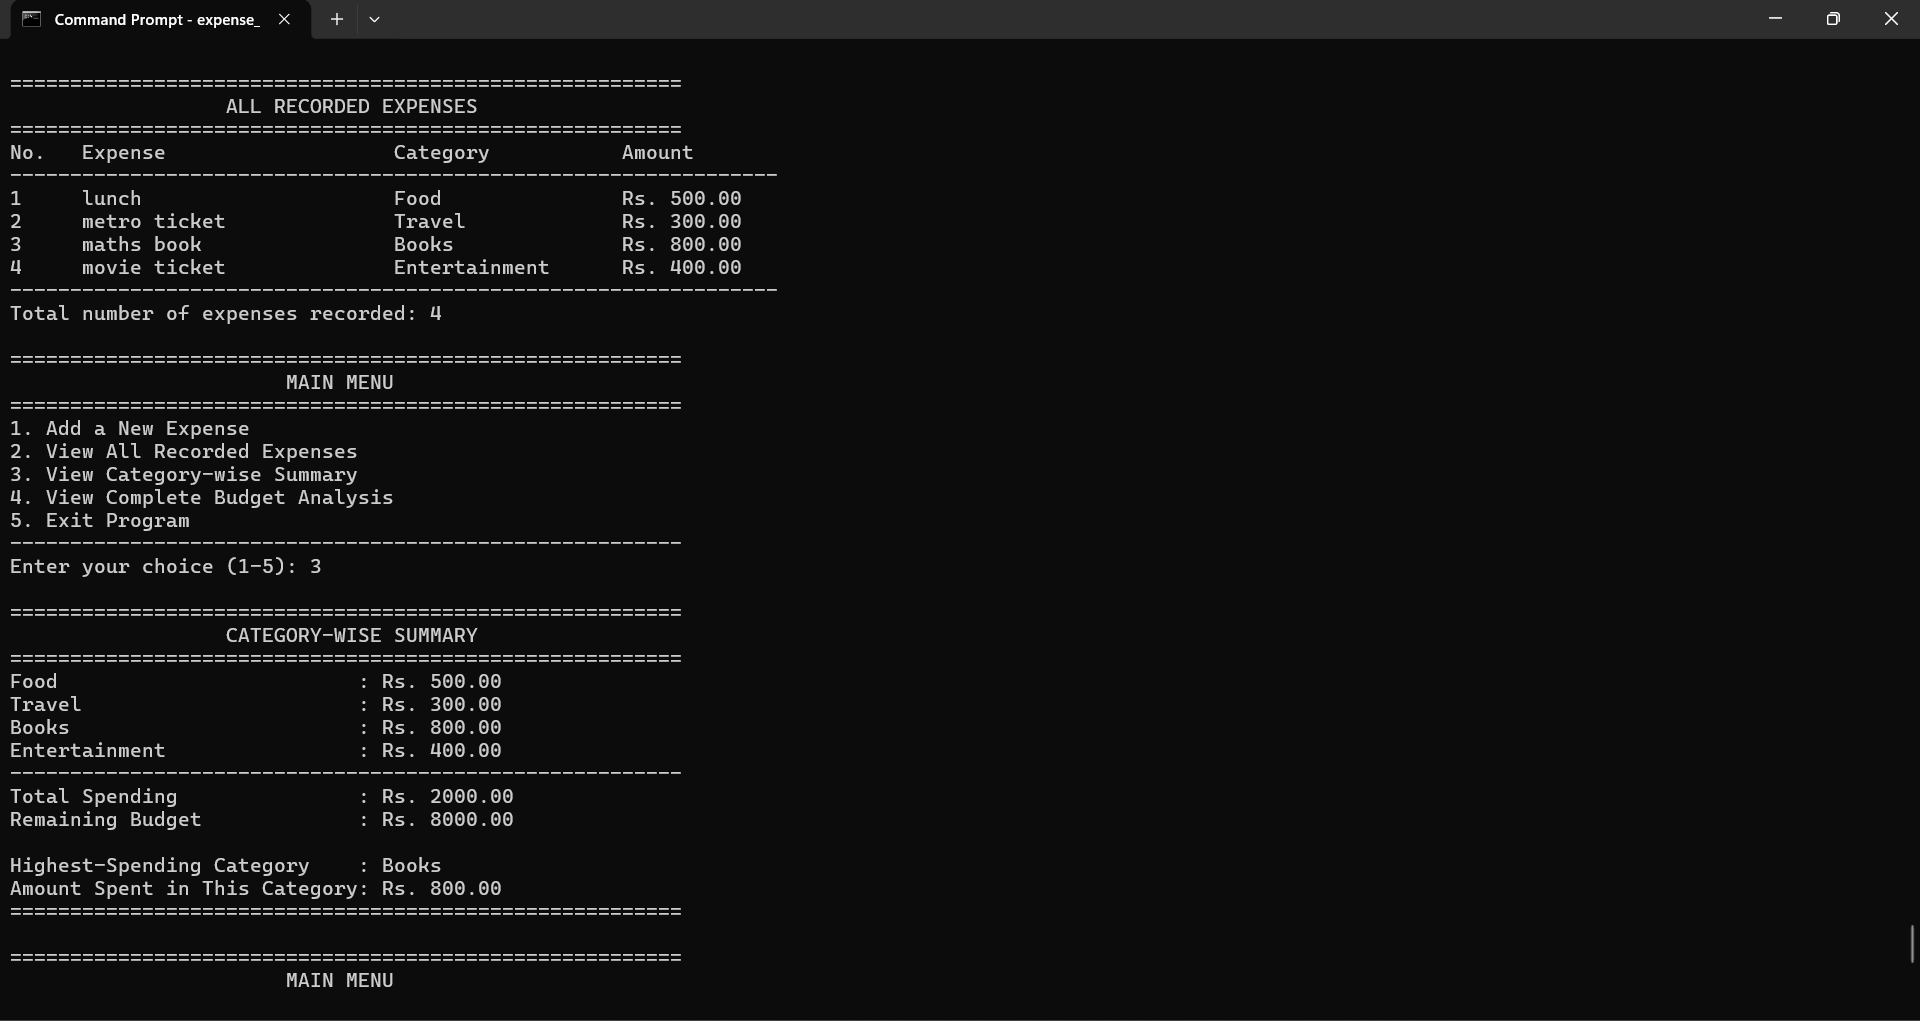 Command Prompt - expense_
========================================================
ALL RECORDED EXPENSES
========================================================
No.   Expense                   Category           Amount
----------------------------------------------------------------
1     lunch                     Food               Rs. 500.00
2     metro ticket              Travel             Rs. 300.00
3     maths book                Books              Rs. 800.00
4     movie ticket              Entertainment      Rs. 400.00
----------------------------------------------------------------
Total number of expenses recorded: 4
========================================================
MAIN MENU
========================================================
1. Add a New Expense
2. View All Recorded Expenses
3. View Category-wise Summary
4. View Complete Budget Analysis
5. Exit Program
--------------------------------------------------------
Enter your choice (1-5): 3
========================================================
CATEGORY-WISE SUMMARY
========================================================
Food                         : Rs. 500.00
Travel                       : Rs. 300.00
Books                        : Rs. 800.00
Entertainment                : Rs. 400.00
--------------------------------------------------------
Total Spending               : Rs. 2000.00
Remaining Budget             : Rs. 8000.00
Highest-Spending Category    : Books
Amount Spent in This Category: Rs. 800.00
========================================================
========================================================
MAIN MENU